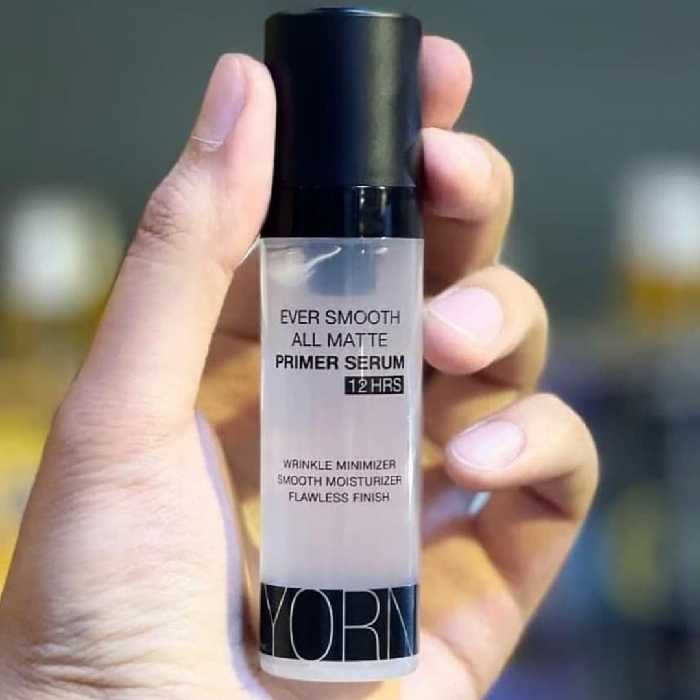 EVER SMOOTH
ALL MATTE
PRIMER SERUM
12 HRS
WRINKLE MINIMIZER
SMOOTH MOISTURIZER
FLAWLESS FINISH
YORN